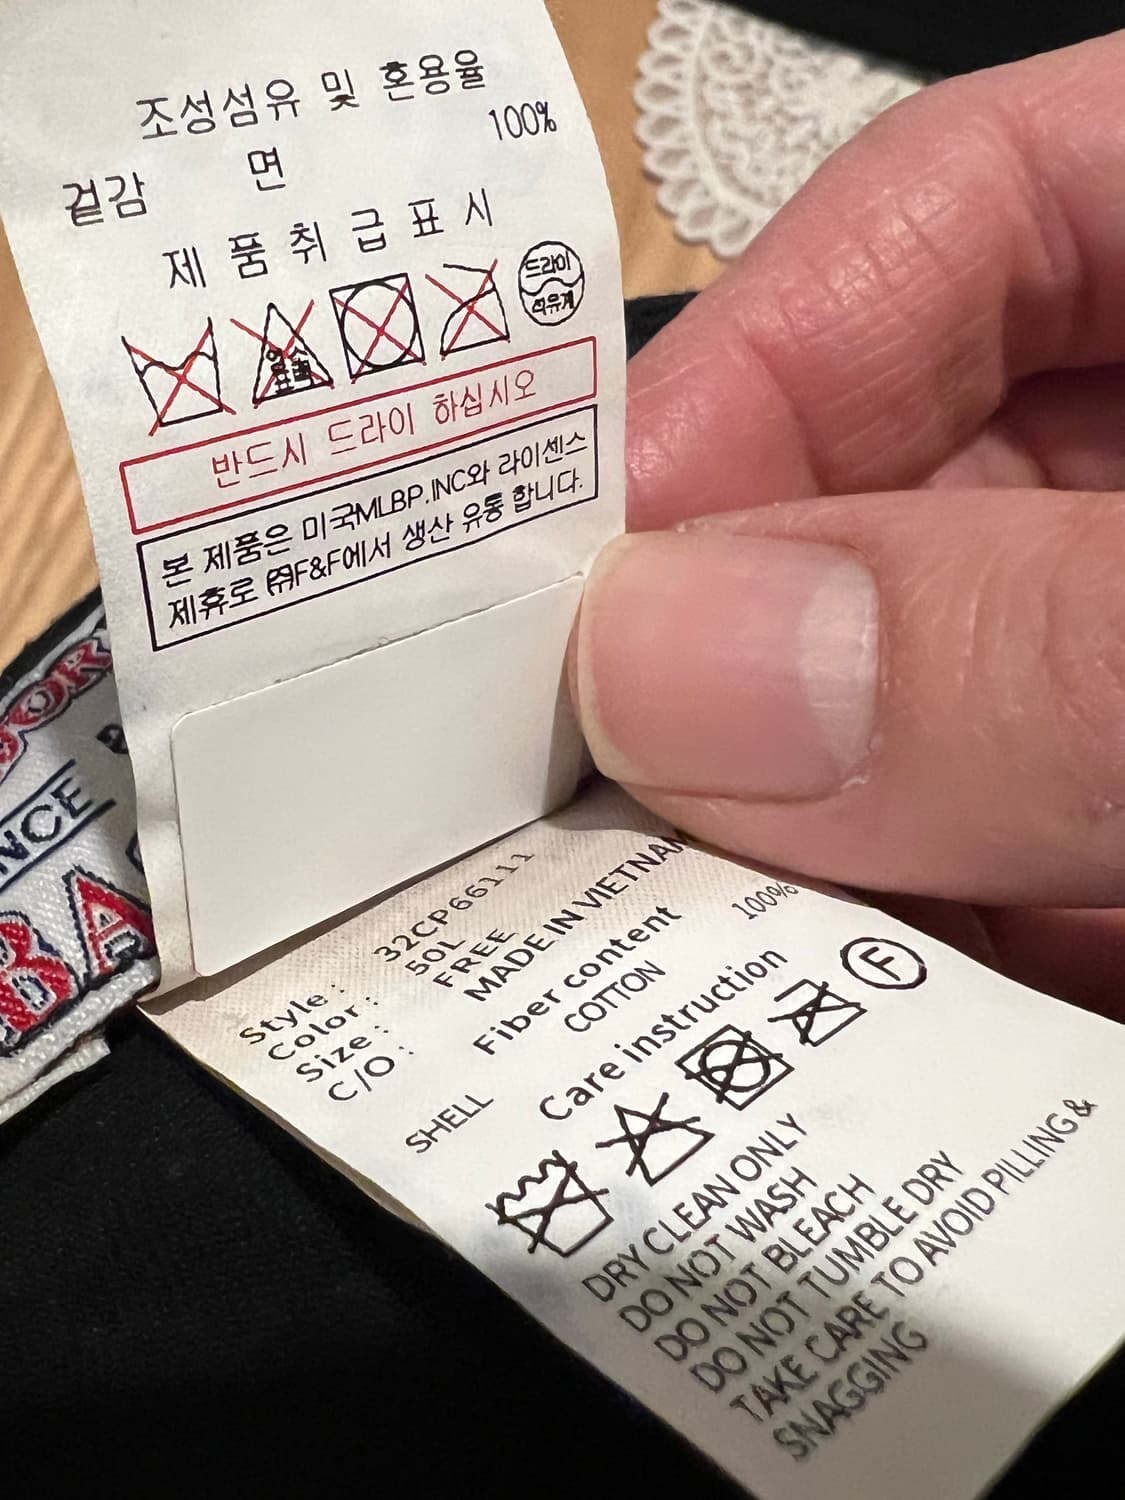 조성섬유 및 혼용율
겉감 면 100%
제 품 취 급 표 시
드라이
석유계
반드시 드라이 하십시오
본 제품은 미국MLBP.INC와 라이센스
제휴로 ㈜F&F에서 생산 유통 합니다.
NCE
BA
Style : 32CP66111
Color : 50L
Size : FREE
C/O : MADE IN VIETNAM
Fiber content
SHELL COTTON 100%
Care instruction
F
DRY CLEAN ONLY
DO NOT WASH
DO NOT BLEACH
DO NOT TUMBLE DRY
TAKE CARE TO AVOID PILLING &
SNAGGING